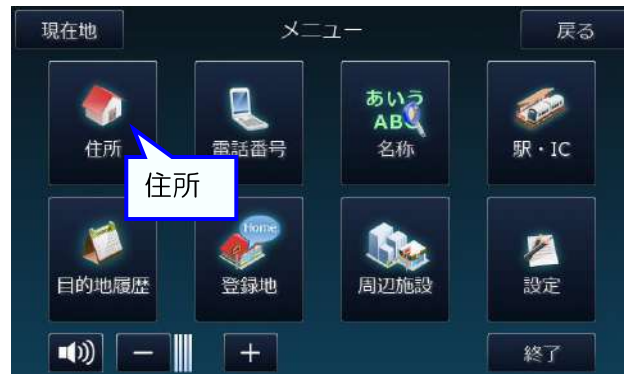 現在地
メニュー
戻る
住所
電話番号
あいう
ABC
名称
駅・IC
住所
目的地履歴
Home
登録地
周辺施設
設定
－
＋
終了